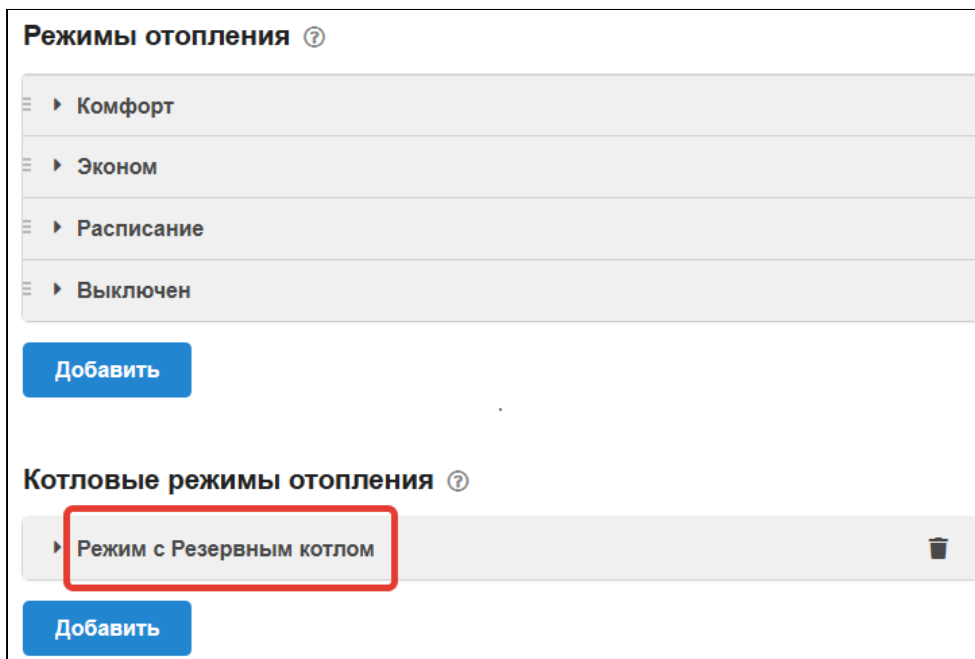 Режимы отопления ?
Комфорт
Эконом
Расписание
Выключен
Добавить
Котловые режимы отопления ?
Режим с Резервным котлом
Добавить